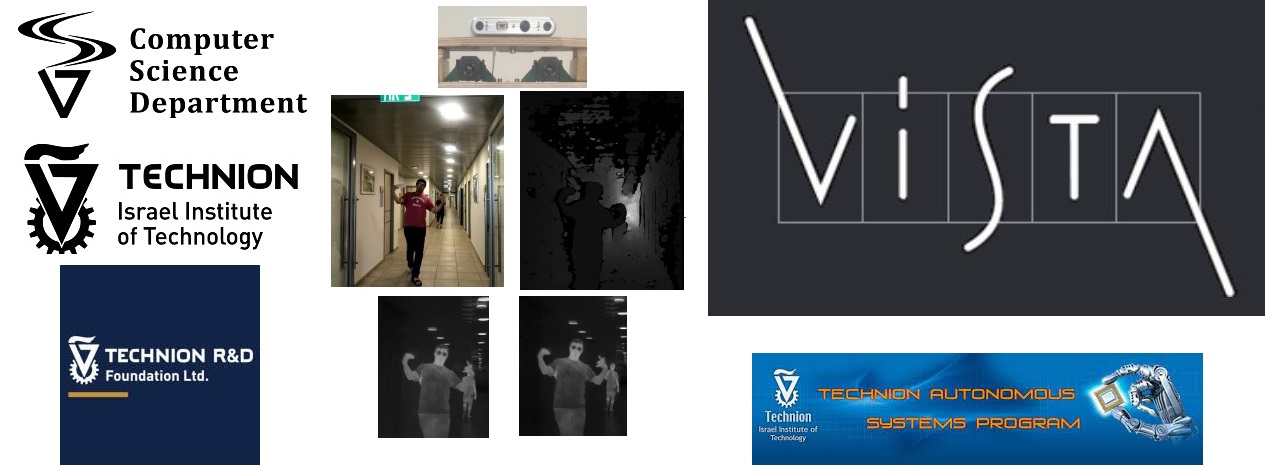 Computer
Science
Department
TECHNION
Israel Institute
of Technology
TECHNION R&D
Foundation Ltd.
ViSTA
TECHNION AUTONOMOUS
SYSTEMS PROGRAM
Technion
Israel Institute of
Technology